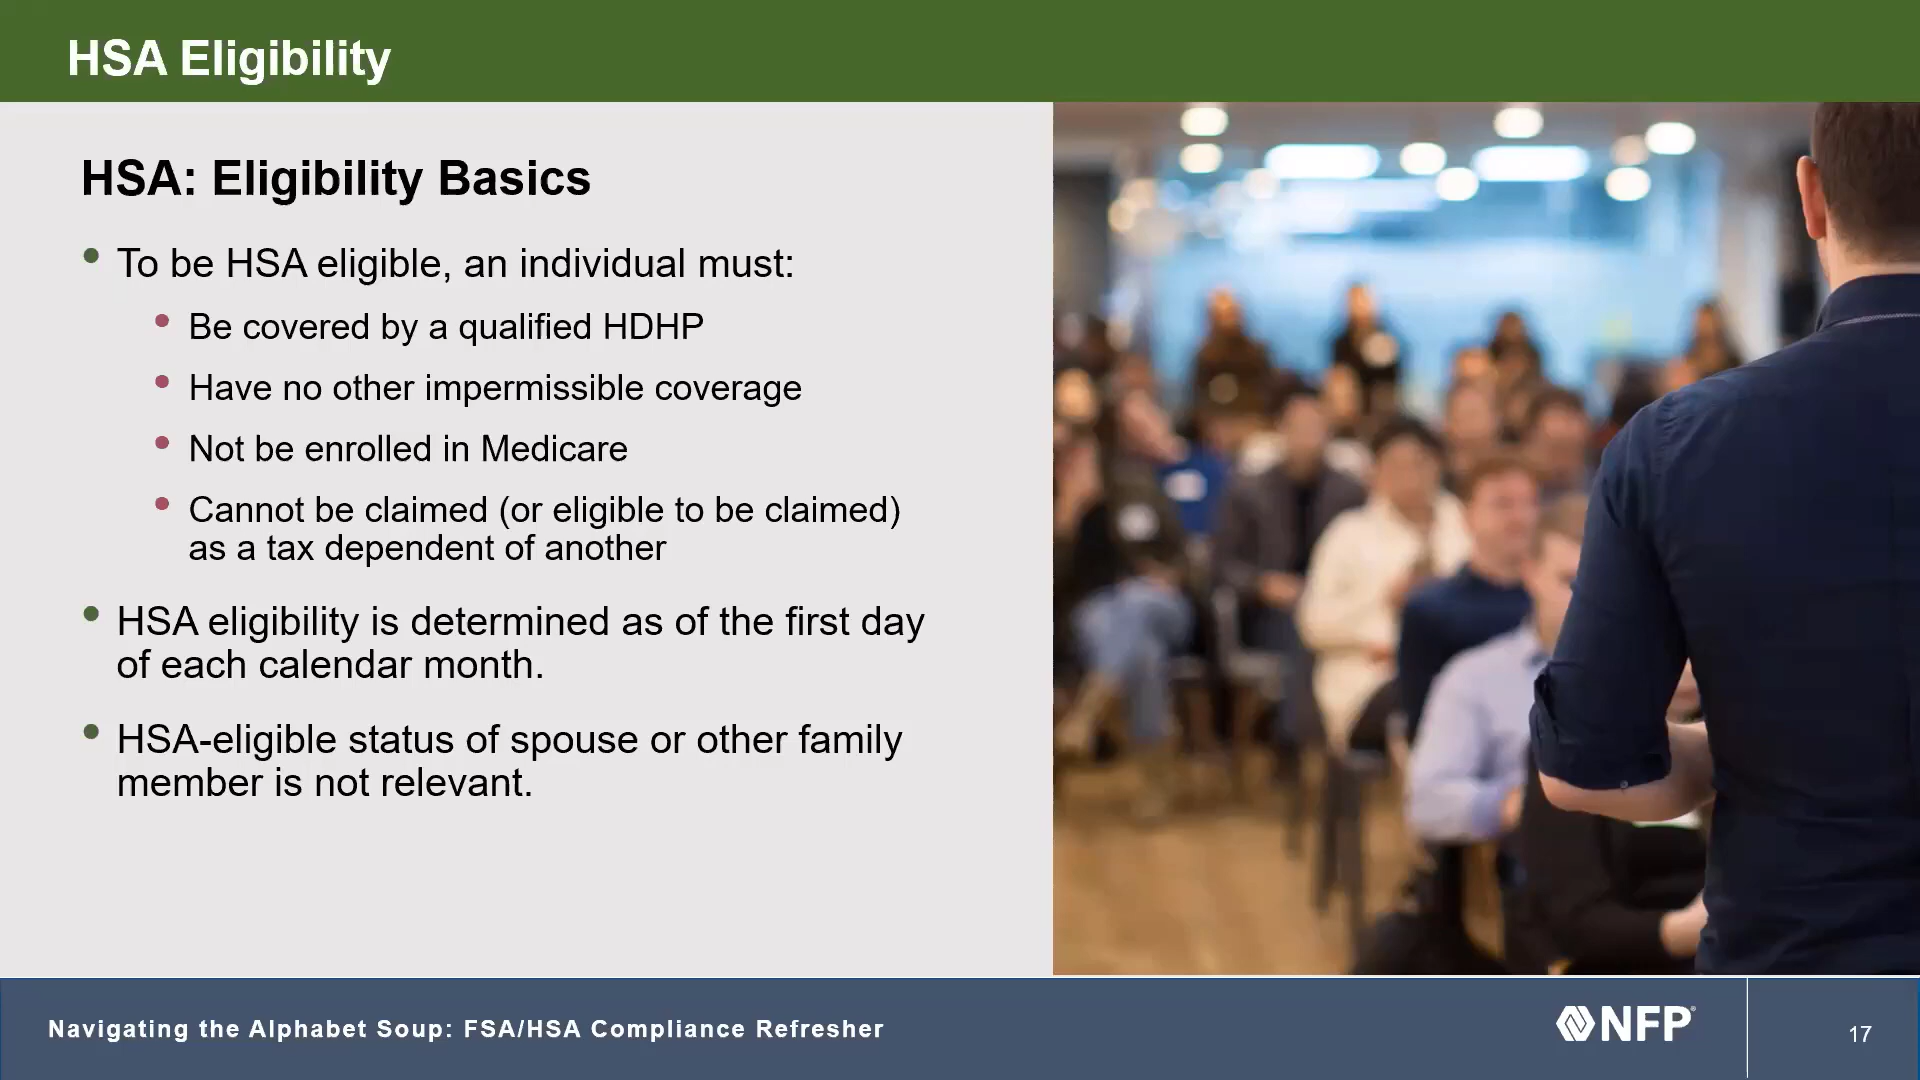 HSA Eligibility
HSA: Eligibility Basics
• To be HSA eligible, an individual must:
• Be covered by a qualified HDHP
• Have no other impermissible coverage
• Not be enrolled in Medicare
• Cannot be claimed (or eligible to be claimed)
as a tax dependent of another
• HSA eligibility is determined as of the first day
of each calendar month.
• HSA-eligible status of spouse or other family
member is not relevant.
Navigating the Alphabet Soup: FSA/HSA Compliance Refresher
NFP®
17